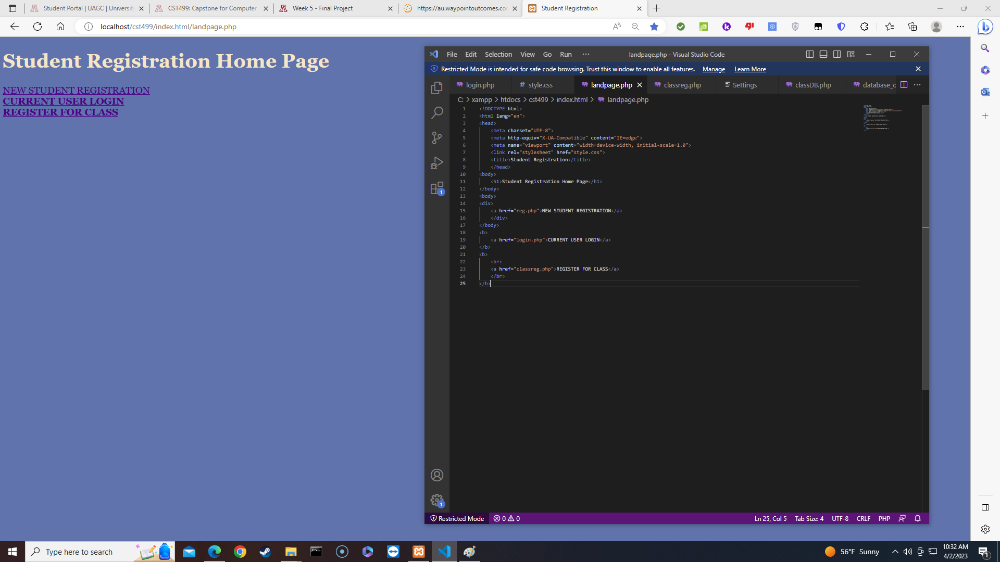 Student Portal | UAGC | University
CST499: Capstone for Computer
Week 5 - Final Project
https://au.waypointoutcomes.com
Student Registration
localhost/cst499/index.html/landpage.php
Student Registration Home Page
NEW STUDENT REGISTRATION
CURRENT USER LOGIN
REGISTER FOR CLASS
File Edit Selection View Go Run ··· landpage.php - Visual Studio Code
Restricted Mode is intended for safe code browsing. Trust this window to enable all features. Manage Learn More
login.php # style.css landpage.php classreg.php Settings classDB.php database_c ···
C: > xampp > htdocs > cst499 > index.html > landpage.php
1 <!DOCTYPE html>
2 <html lang="en">
3 <head>
4 <meta charset="UTF-8">
5 <meta http-equiv="X-UA-Compatible" content="IE=edge">
6 <meta name="viewport" content="width=device-width, initial-scale=1.0">
7 <link rel="stylesheet" href="style.css">
8 <title>Student Registration</title>
9 </head>
10 <body>
11 <h1>Student Registration Home Page</h1>
12 </body>
13 <body>
14 <div>
15 <a href="reg.php">NEW STUDENT REGISTRATION</a>
16 </div>
17 </body>
18 <b>
19 <a href="login.php">CURRENT USER LOGIN</a>
20 </b>
21 <b>
22 <br>
23 <a href="classreg.php">REGISTER FOR CLASS</a>
24 </br>
25 </b>
1
1
Restricted Mode 0 0 Ln 25, Col 5 Tab Size: 4 UTF-8 CRLF PHP
Type here to search
56°F Sunny
10:32 AM
4/2/2023
1